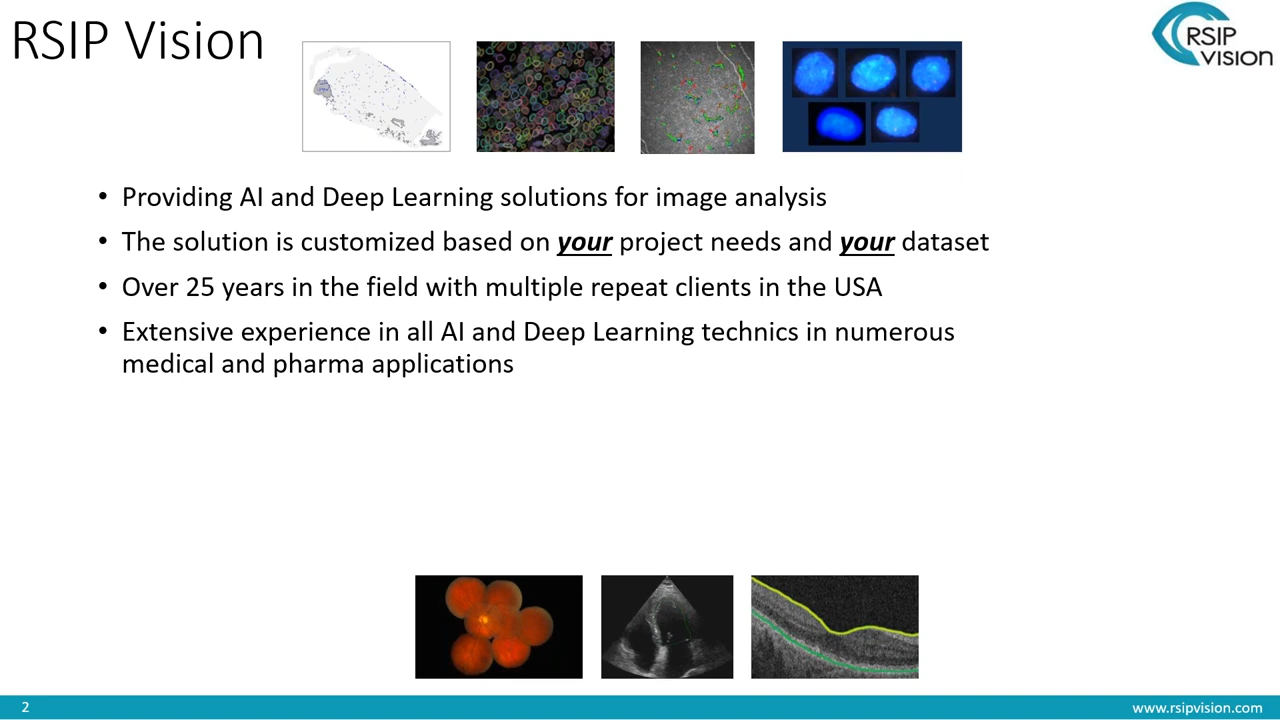 RSIP Vision
RSIP
vision
• Providing AI and Deep Learning solutions for image analysis
• The solution is customized based on your project needs and your dataset
• Over 25 years in the field with multiple repeat clients in the USA
• Extensive experience in all AI and Deep Learning technics in numerous
medical and pharma applications
2
www.rsipvision.com